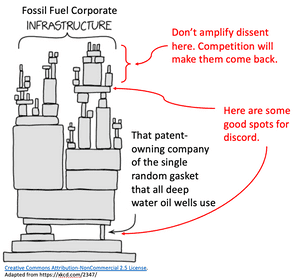 Fossil Fuel Corporate
INFRASTRUCTURE
Don’t amplify dissent
here. Competition will
make them come back.
Here are some
good spots for
discord.
That patent-
owning company
of the single
random gasket
that all deep
water oil wells use
Creative Commons Attribution-NonCommercial 2.5 License.
Adapted from https://xkcd.com/2347/